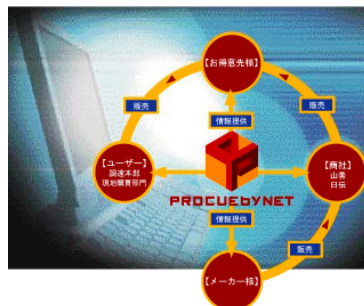 【お得意先様】
販売
販売
情報提供
【ユーザー】
調達本部
現地購買部門
【商社】
山善
日伝
PROCUEbyNET
情報提供
販売
【メーカー様】